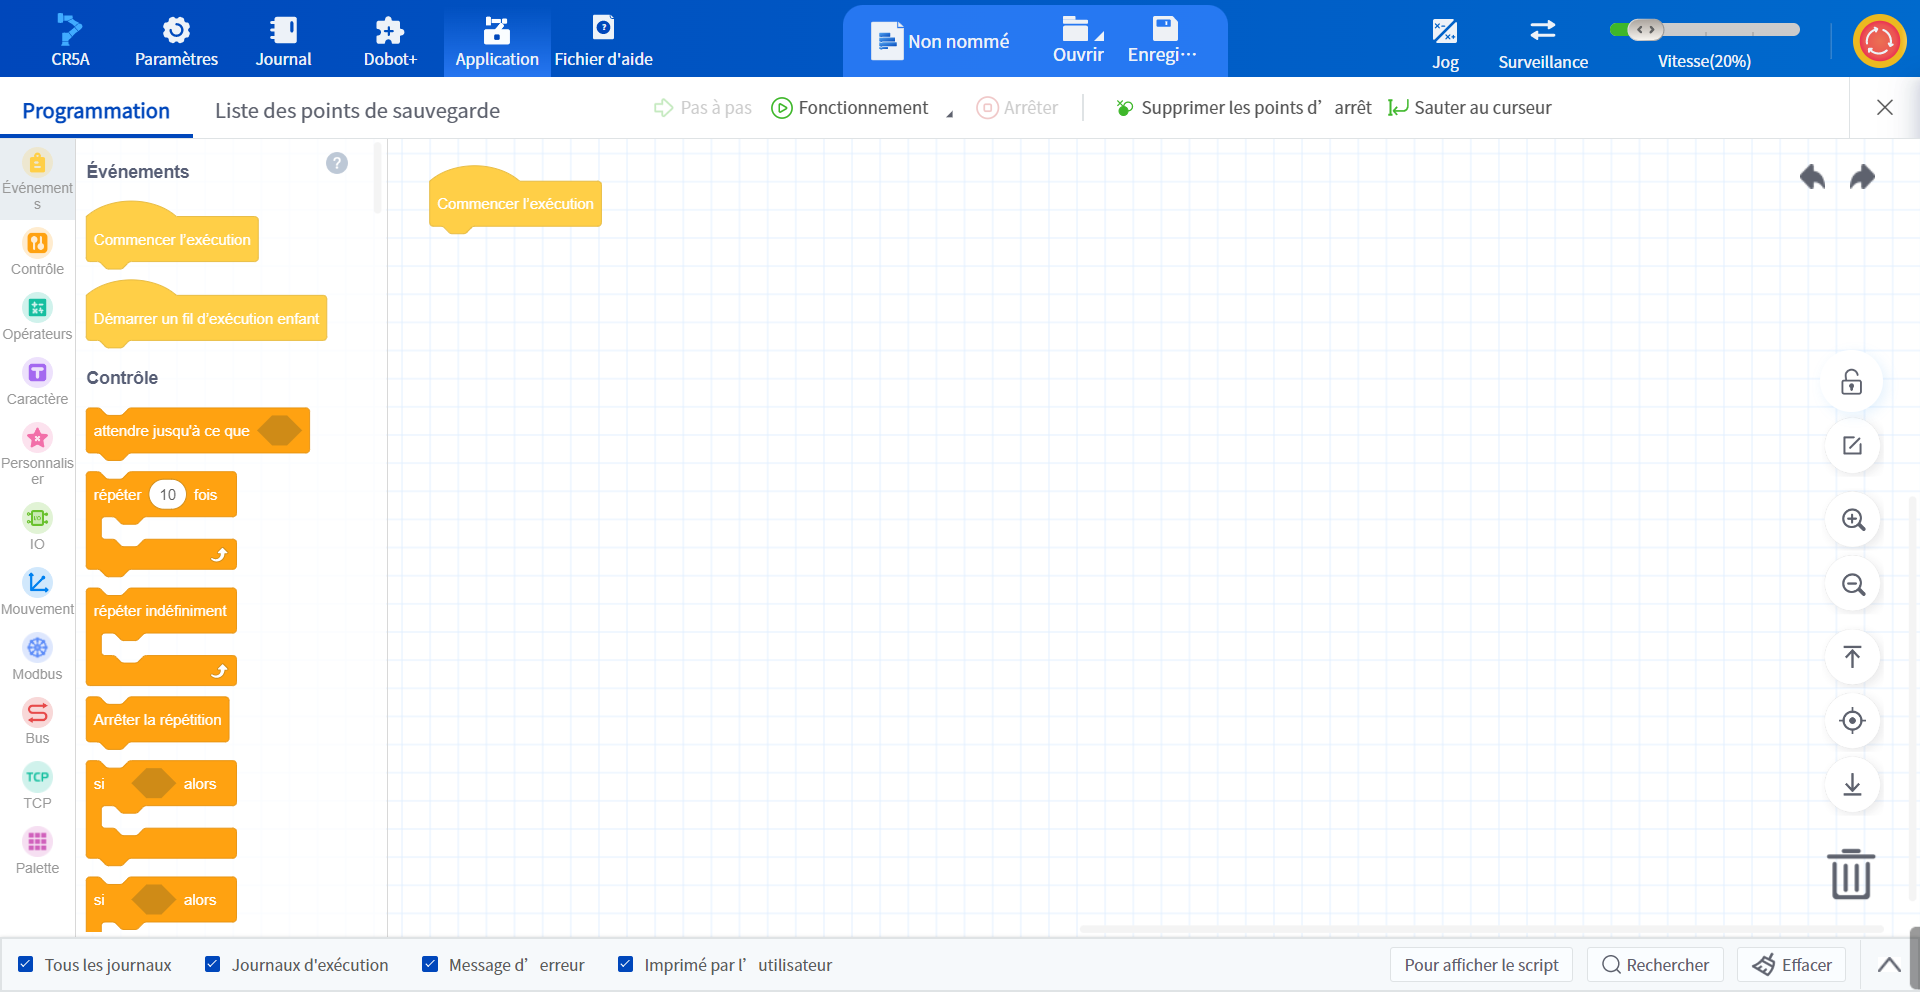 CR5A
Paramètres
Journal
Dobot+
Application
Fichier d'aide
Non nommé
Ouvrir
Enregi···
Jog
Surveillance
Vitesse(20%)
Programmation
Liste des points de sauvegarde
Pas à pas
Fonctionnement
Arrêter
Supprimer les points d’ arrêt
Sauter au curseur
Événement
s
Contrôle
Opérateurs
Caractère
Personnalis
er
IO
Mouvement
Modbus
Bus
TCP
TCP
Palette
Événements
?
Commencer l'exécution
Démarrer un fil d'exécution enfant
Contrôle
attendre jusqu'à ce que
répéter 10 fois
répéter indéfiniment
Arrêter la répétition
si alors
si alors
Commencer l'exécution
Tous les journaux
Journaux d'exécution
Message d’ erreur
Imprimé par l’ utilisateur
Pour afficher le script
Rechercher
Effacer